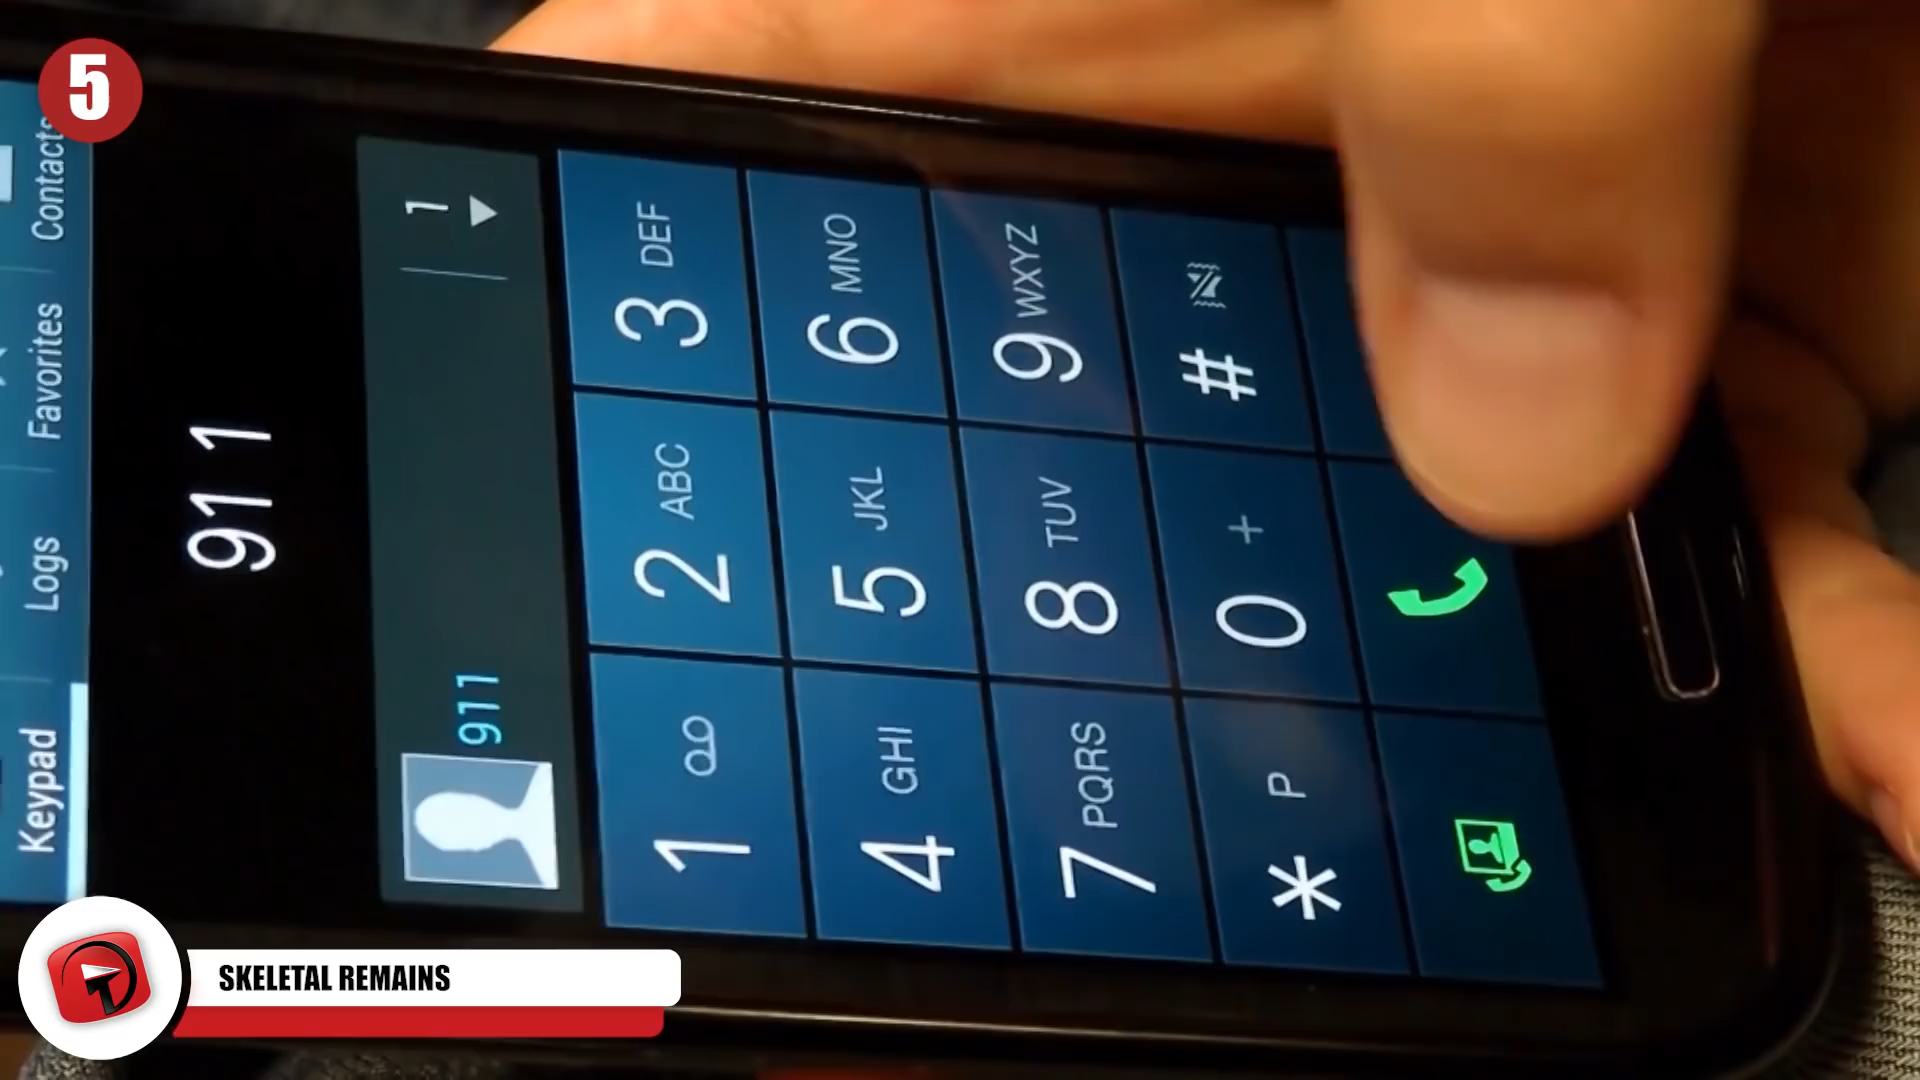 5
Contacts
Favorites
Logs
Keypad
911
911
1
1
2 ABC
3 DEF
4 GHI
5 JKL
6 MNO
7 PQRS
8 TUV
9 WXYZ
* P
0 +
#
SKELETAL REMAINS